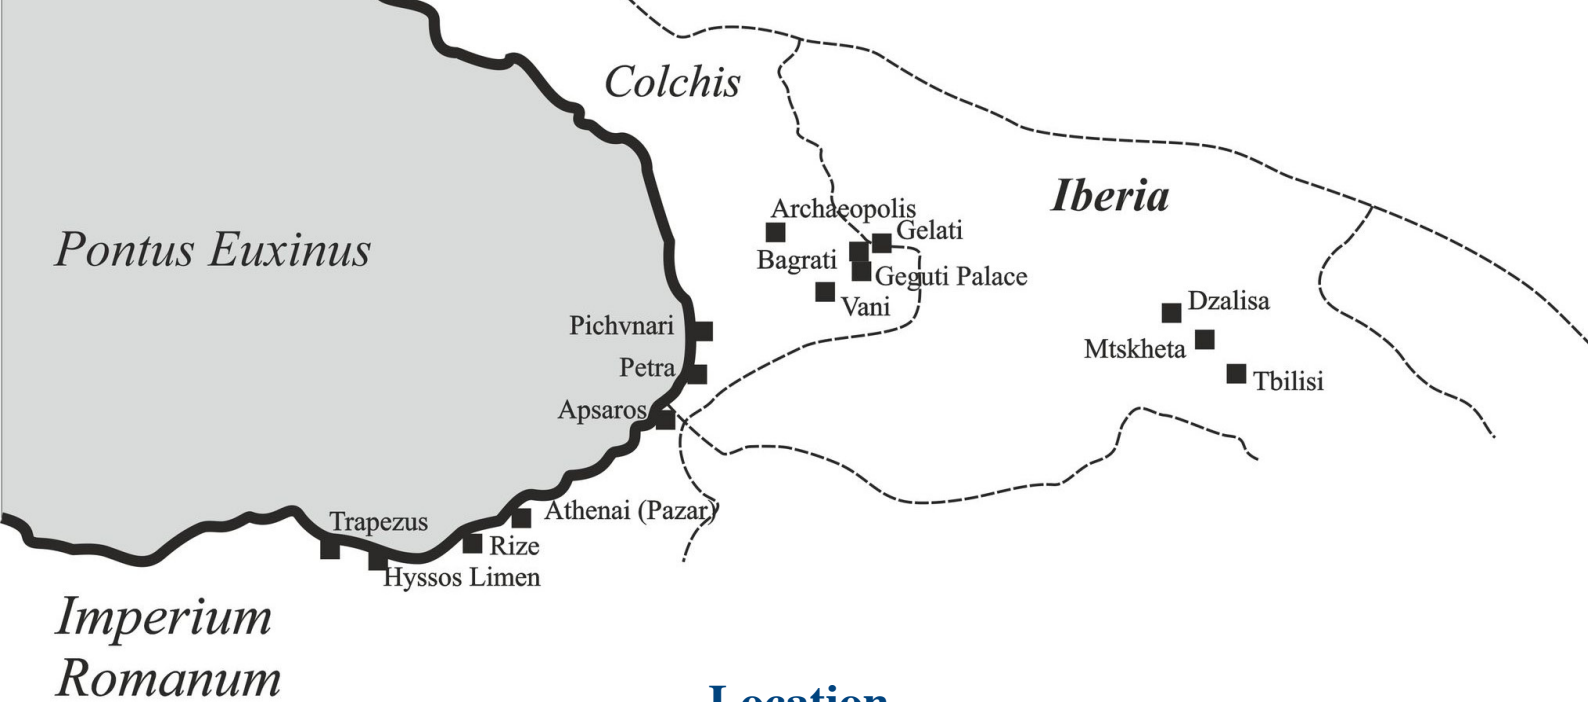 Colchis
Iberia
Archaeopolis
Gelati
Pontus Euxinus
Bagrati
Geguti Palace
Vani
Dzalisa
Pichvnari
Mtskheta
Petra
Tbilisi
Apsaros
Athenai (Pazar)
Trapezus
Rize
Hyssos Limen
Imperium
Romanum
Location